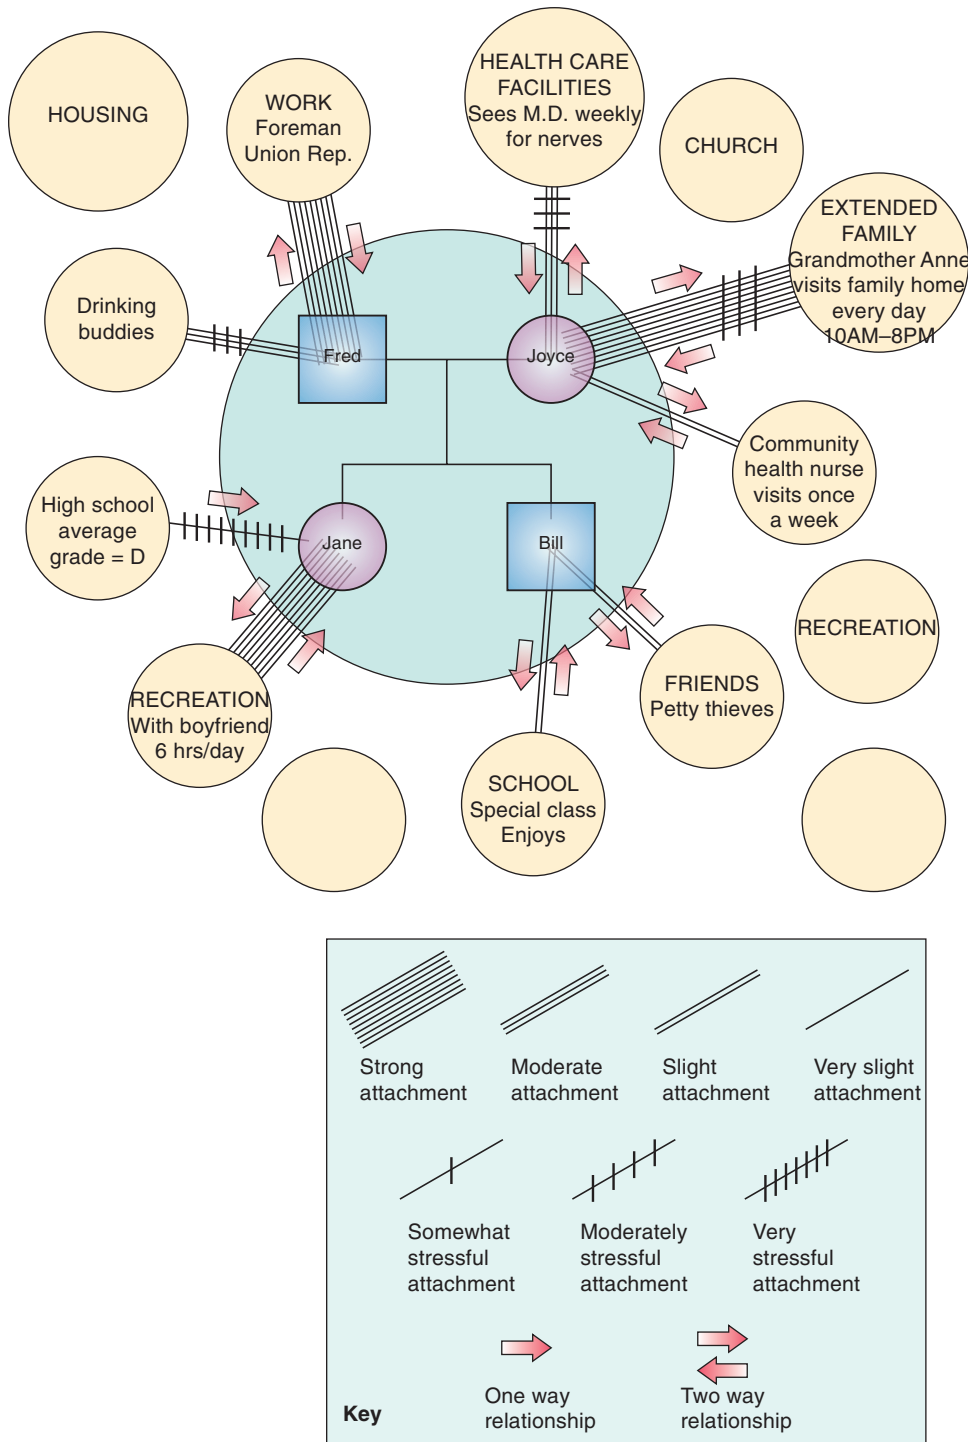 HOUSING
WORK
Foreman
Union Rep.
HEALTH CARE
FACILITIES
Sees M.D. weekly
for nerves
CHURCH
EXTENDED
FAMILY
Grandmother Anne
visits family home
every day
10AM–8PM
Drinking
buddies
Fred
Joyce
Community
health nurse
visits once
a week
High school
average
grade = D
Jane
Bill
RECREATION
RECREATION
With boyfriend
6 hrs/day
FRIENDS
Petty thieves
SCHOOL
Special class
Enjoys
Strong
attachment
Moderate
attachment
Slight
attachment
Very slight
attachment
Somewhat
stressful
attachment
Moderately
stressful
attachment
Very
stressful
attachment
One way
relationship
Two way
relationship
Key